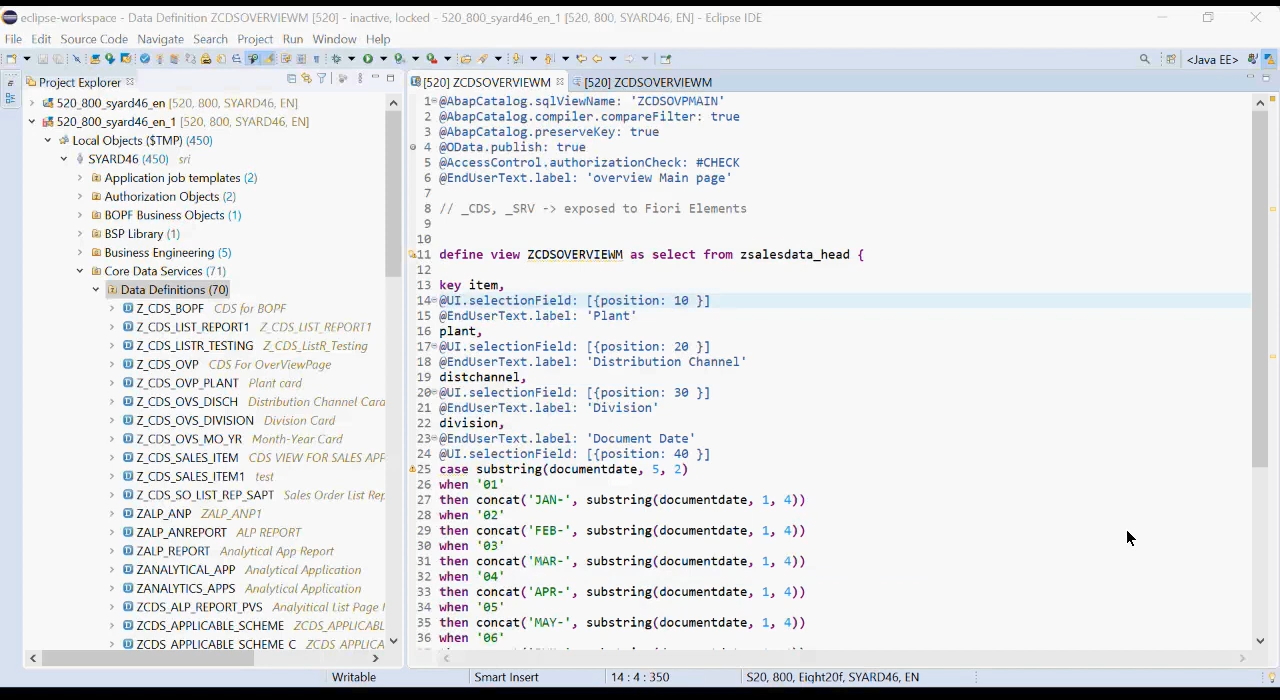 eclipse-workspace - Data Definition ZCDSOVERVIEWM [520] - inactive, locked - 520_800_syard46_en_1 [520, 800, SYARD46, EN] - Eclipse IDE
File Edit Source Code Navigate Search Project Run Window Help
<Java EE>
Project Explorer
[520] ZCDSOVERVIEWM
[520] ZCDSOVERVIEWM
520_800_syard46_en [520, 800, SYARD46, EN]
520_800_syard46_en_1 [520, 800, SYARD46, EN]
Local Objects ($TMP) (450)
SYARD46 (450) sri
Application job templates (2)
Authorization Objects (2)
BOPF Business Objects (1)
BSP Library (1)
Business Engineering (5)
Core Data Services (71)
Data Definitions (70)
Z_CDS_BOPF CDS for BOPF
Z_CDS_LIST_REPORT1 Z_CDS_LIST_REPORT1
Z_CDS_LISTR_TESTING Z_CDS_ListR_Testing
Z_CDS_OVP CDS For OverViewPage
Z_CDS_OVP_PLANT Plant card
Z_CDS_OVS_DISCH Distribution Channel Card
Z_CDS_OVS_DIVISION Division Card
Z_CDS_OVS_MO_YR Month-Year Card
Z_CDS_SALES_ITEM CDS VIEW FOR SALES APP
Z_CDS_SALES_ITEM1 test
Z_CDS_SO_LIST_REP_SAPT Sales Order List Rep
ZALP_ANP ZALP_ANP1
ZALP_ANREPORT ALP REPORT
ZALP_REPORT Analytical App Report
ZANALYTICAL_APP Analytical Application
ZANALYTICS_APPS Analytical Application
ZCDS_ALP_REPORT_PVS Analyitical List Page
ZCDS_APPLICABLE_SCHEME ZCDS_APPLICABL
ZCDS_APPLICABLE_SCHEME_C ZCDS_APPLICA
1 @AbapCatalog.sqlViewName: 'ZCDSOVPMAIN'
2 @AbapCatalog.compiler.compareFilter: true
3 @AbapCatalog.preserveKey: true
4 @OData.publish: true
5 @AccessControl.authorizationCheck: #CHECK
6 @EndUserText.label: 'overview Main page'
7
8 // _CDS, _SRV -> exposed to Fiori Elements
9
10
11 define view ZCDSOVERVIEWM as select from zsalesdata_head {
12
13 key item,
14 @UI.selectionField: [{position: 10 }]
15 @EndUserText.label: 'Plant'
16 plant,
17 @UI.selectionField: [{position: 20 }]
18 @EndUserText.label: 'Distribution Channel'
19 distchannel,
20 @UI.selectionField: [{position: 30 }]
21 @EndUserText.label: 'Division'
22 division,
23 @EndUserText.label: 'Document Date'
24 @UI.selectionField: [{position: 40 }]
25 case substring(documentdate, 5, 2)
26 when '01'
27 then concat('JAN-', substring(documentdate, 1, 4))
28 when '02'
29 then concat('FEB-', substring(documentdate, 1, 4))
30 when '03'
31 then concat('MAR-', substring(documentdate, 1, 4))
32 when '04'
33 then concat('APR-', substring(documentdate, 1, 4))
34 when '05'
35 then concat('MAY-', substring(documentdate, 1, 4))
36 when '06'
Writable Smart Insert 14 : 4 : 350 S20, 800, Eight20f, SYARD46, EN